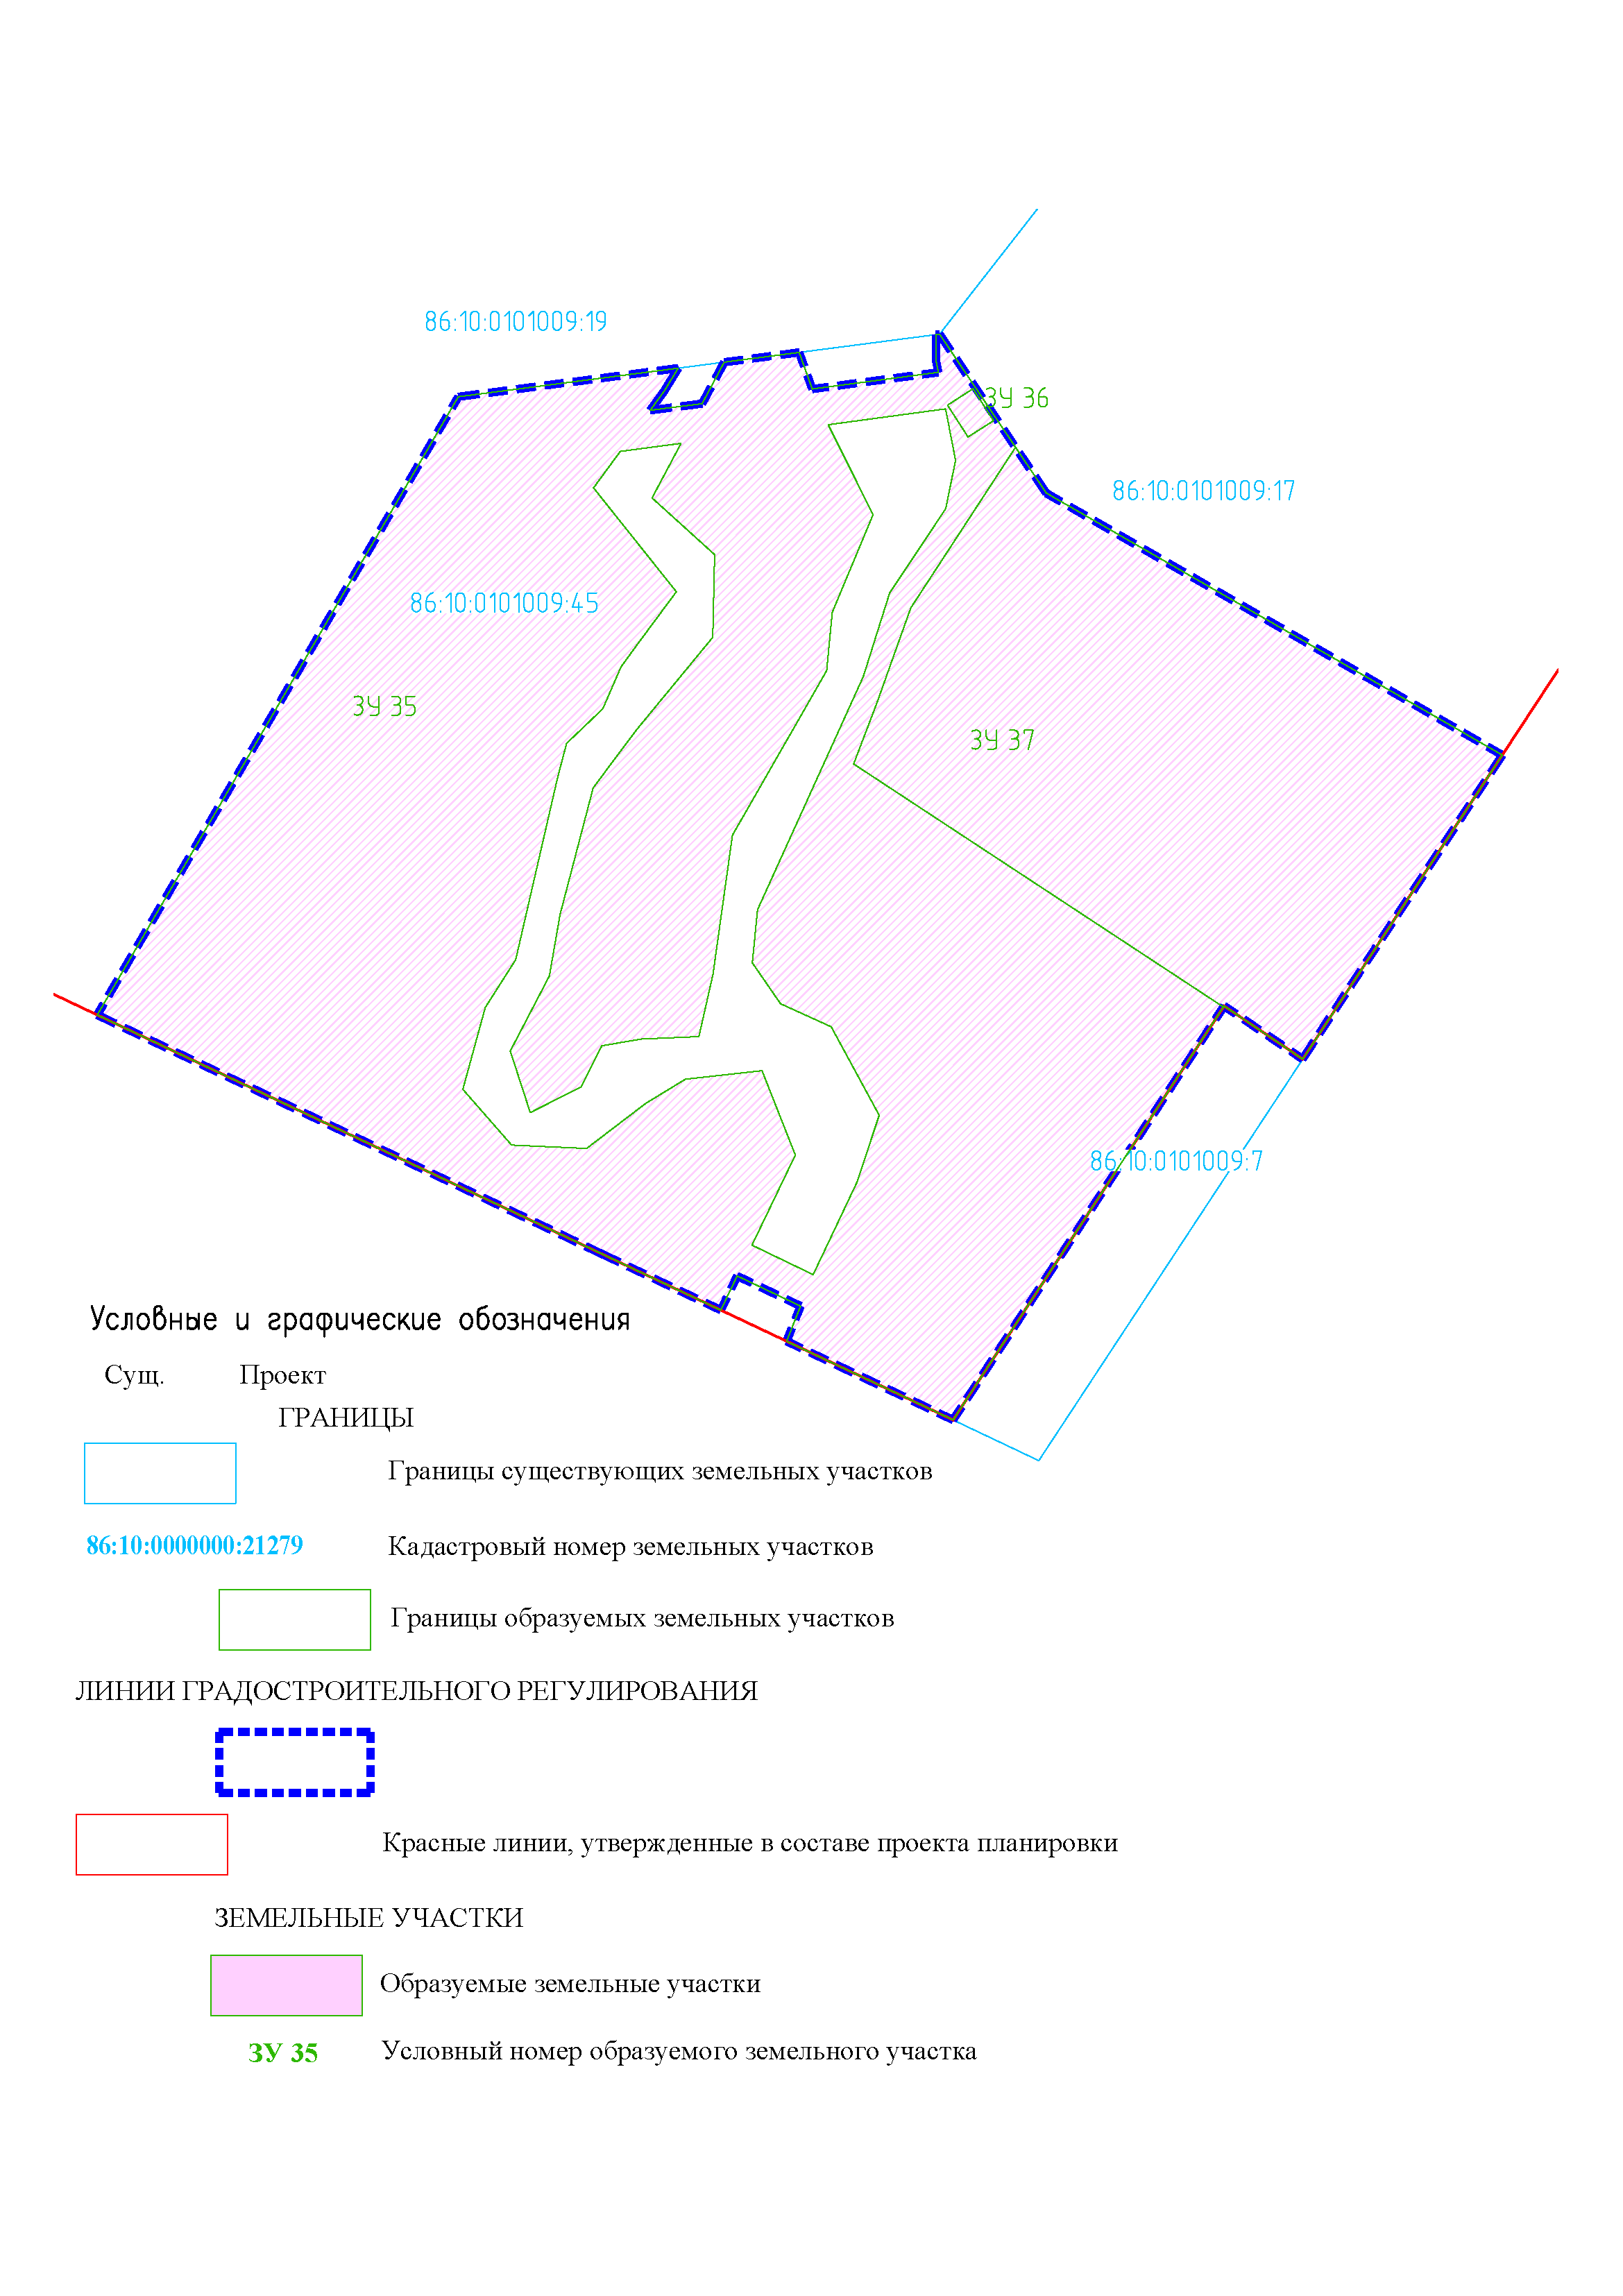 86:10:0101009:19
ЗУ 36
86:10:0101009:17
86:10:0101009:45
ЗУ 35
ЗУ 37
86:10:0101009:7
Условные и графические обозначения
Сущ. Проект
ГРАНИЦЫ
Границы существующих земельных участков
86:10:0000000:21279 Кадастровый номер земельных участков
Границы образуемых земельных участков
ЛИНИИ ГРАДОСТРОИТЕЛЬНОГО РЕГУЛИРОВАНИЯ
Красные линии, утвержденные в составе проекта планировки
ЗЕМЕЛЬНЫЕ УЧАСТКИ
Образуемые земельные участки
ЗУ 35 Условный номер образуемого земельного участка